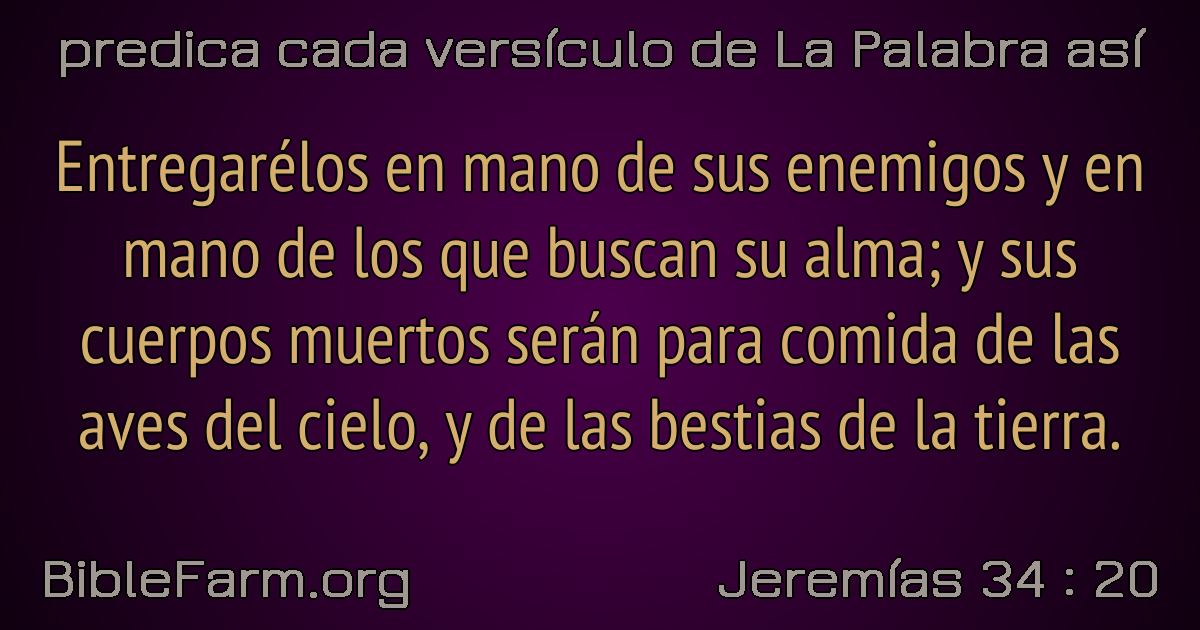 predica cada versículo de La Palabra así
Entregarélos en mano de sus enemigos y en
mano de los que buscan su alma; y sus
cuerpos muertos serán para comida de las
aves del cielo, y de las bestias de la tierra.
BibleFarm.org
Jeremías 34 : 20